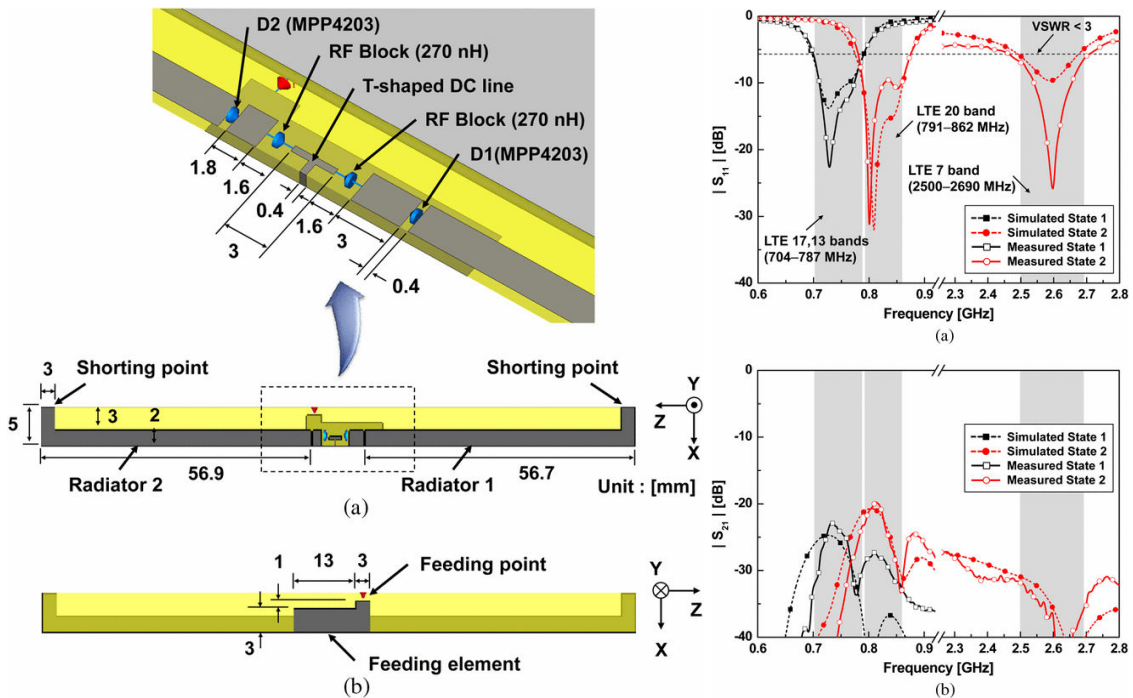 D2 (MPP4203)
RF Block (270 nH)
T-shaped DC line
RF Block (270 nH)
D1(MPP4203)
1.8
1.6
0.4
1.6
3
3
0.4
3
Shorting point
Shorting point
5
3
2
Y
Z
X
56.9
56.7
Radiator 2
Radiator 1
Unit : [mm]
(a)
1
13
3
Feeding point
Y
Z
X
3
Feeding element
(b)
| S11 | [dB]
0
-10
-20
-30
-40
VSWR < 3
LTE 20 band
(791–862 MHz)
LTE 7 band
(2500–2690 MHz)
LTE 17,13 bands
(704–787 MHz)
Simulated State 1
Simulated State 2
Measured State 1
Measured State 2
0.6 0.7 0.8 0.9 2.3 2.4 2.5 2.6 2.7 2.8
Frequency [GHz]
(a)
| S21 | [dB]
0
-10
-20
-30
-40
Simulated State 1
Simulated State 2
Measured State 1
Measured State 2
0.6 0.7 0.8 0.9 2.3 2.4 2.5 2.6 2.7 2.8
Frequency [GHz]
(b)